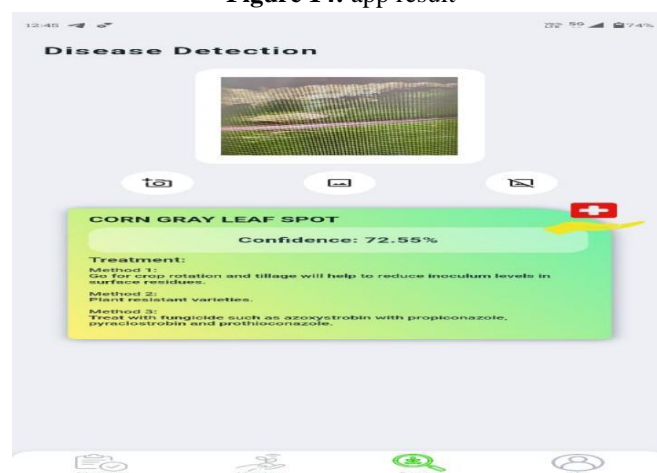 Figure 14. app result
12:45
74%
Disease Detection
CORN GRAY LEAF SPOT
Confidence: 72.55%
Treatment:
Method 1:
Go for crop rotation and tillage will help to reduce inoculum levels in
surface residues.
Method 2:
Plant resistant varieties.
Method 3:
Treat with fungicide such as azoxystrobin with propiconazole,
pyraclostrobin and prothioconazole.